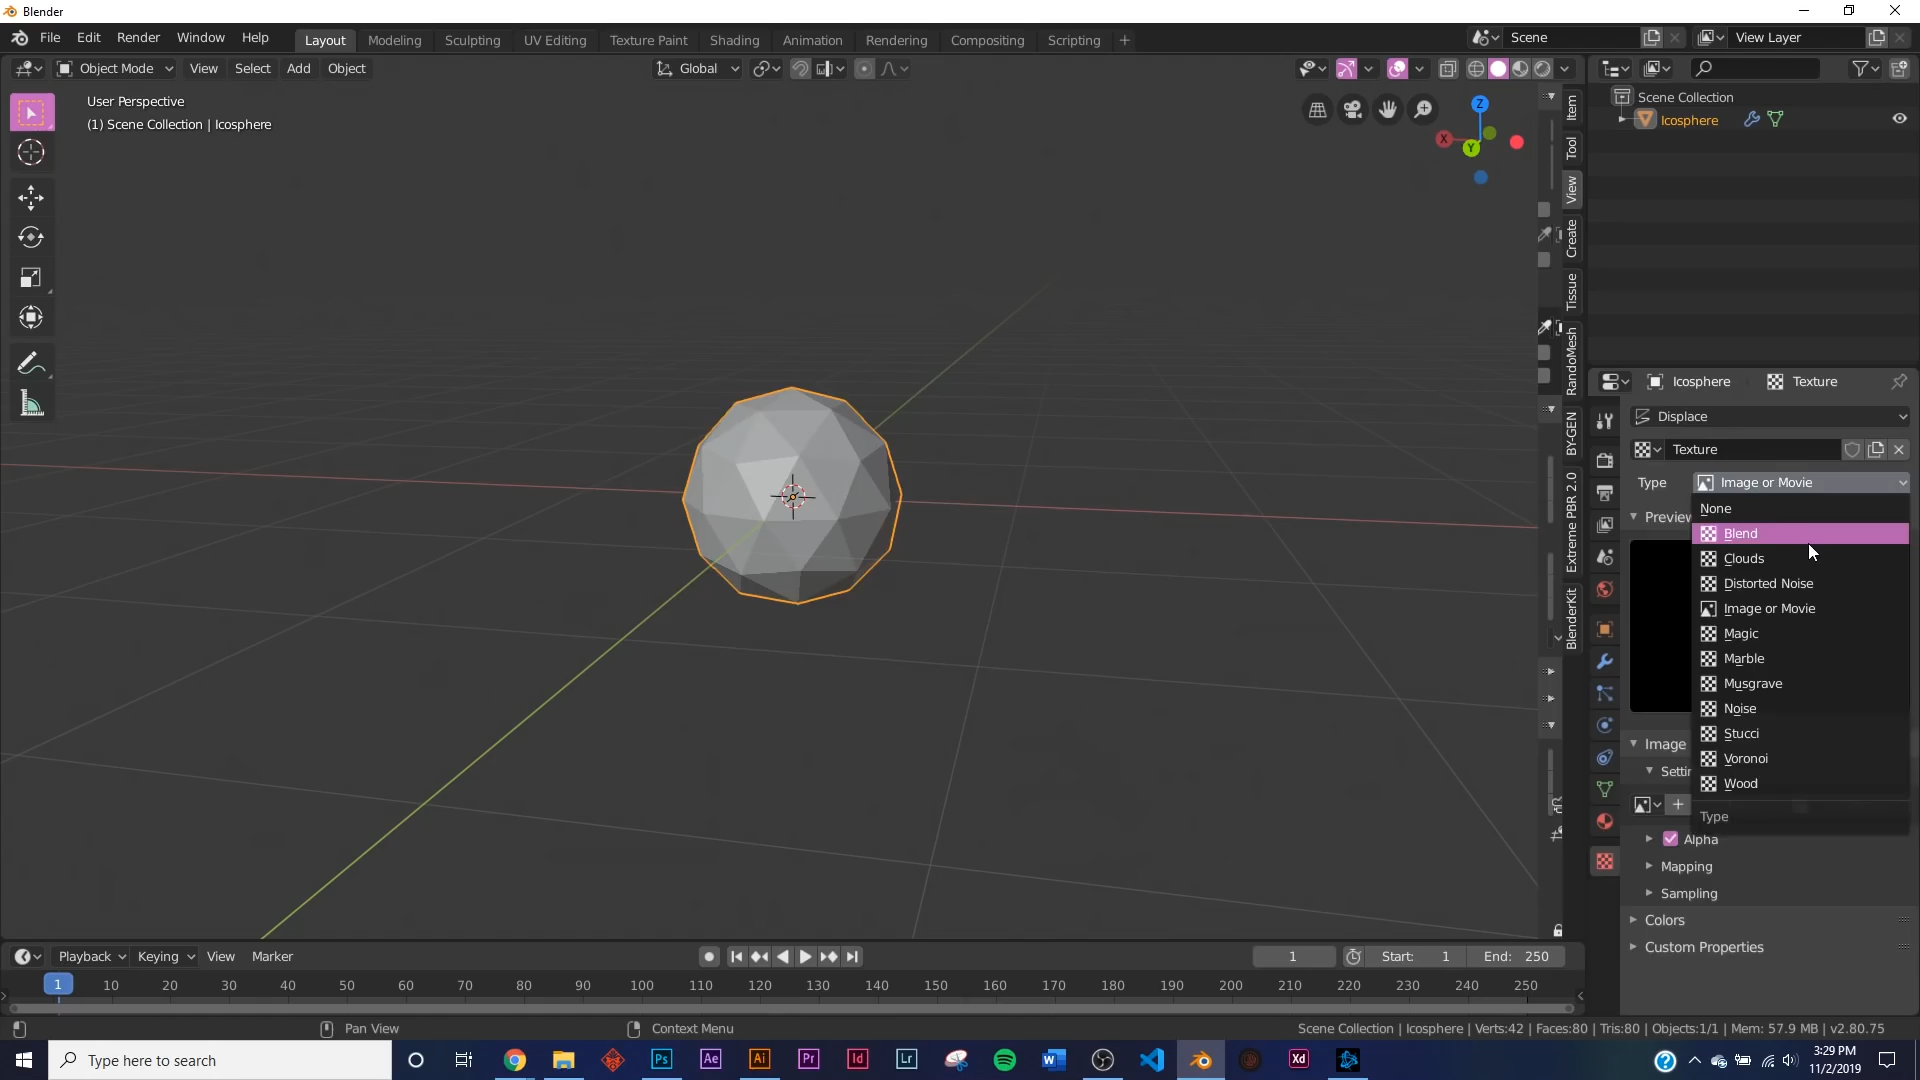 Blender
File Edit Render Window Help
Layout Modeling Sculpting UV Editing Texture Paint Shading Animation Rendering Compositing Scripting +
Scene
View Layer
Object Mode View Select Add Object
Global
User Perspective
(1) Scene Collection | Icosphere
Z
X
Y
Item
Tool
View
Create
Tissue
RandoMesh
BY-GEN
Extreme PBR 2.0
BlenderKit
Scene Collection
Icosphere
Icosphere Texture
Displace
Texture
Type Image or Movie
None
Preview
Blend
Clouds
Distorted Noise
Image or Movie
Magic
Marble
Musgrave
Noise
Stucci
Image
Voronoi
Wood
Type
Alpha
Mapping
Sampling
Colors
Custom Properties
Playback Keying View Marker
1
Start: 1
End: 250
1 10 20 30 40 50 60 70 80 90 100 110 120 130 140 150 160 170 180 190 200 210 220 230 240 250
Pan View
Context Menu
Scene Collection | Icosphere | Verts:42 | Faces:80 | Tris:80 | Objects:1/1 | Mem: 57.9 MB | v2.80.75
Type here to search
Ps Ae Ai Pr Id Lr Xd
3:29 PM
11/2/2019